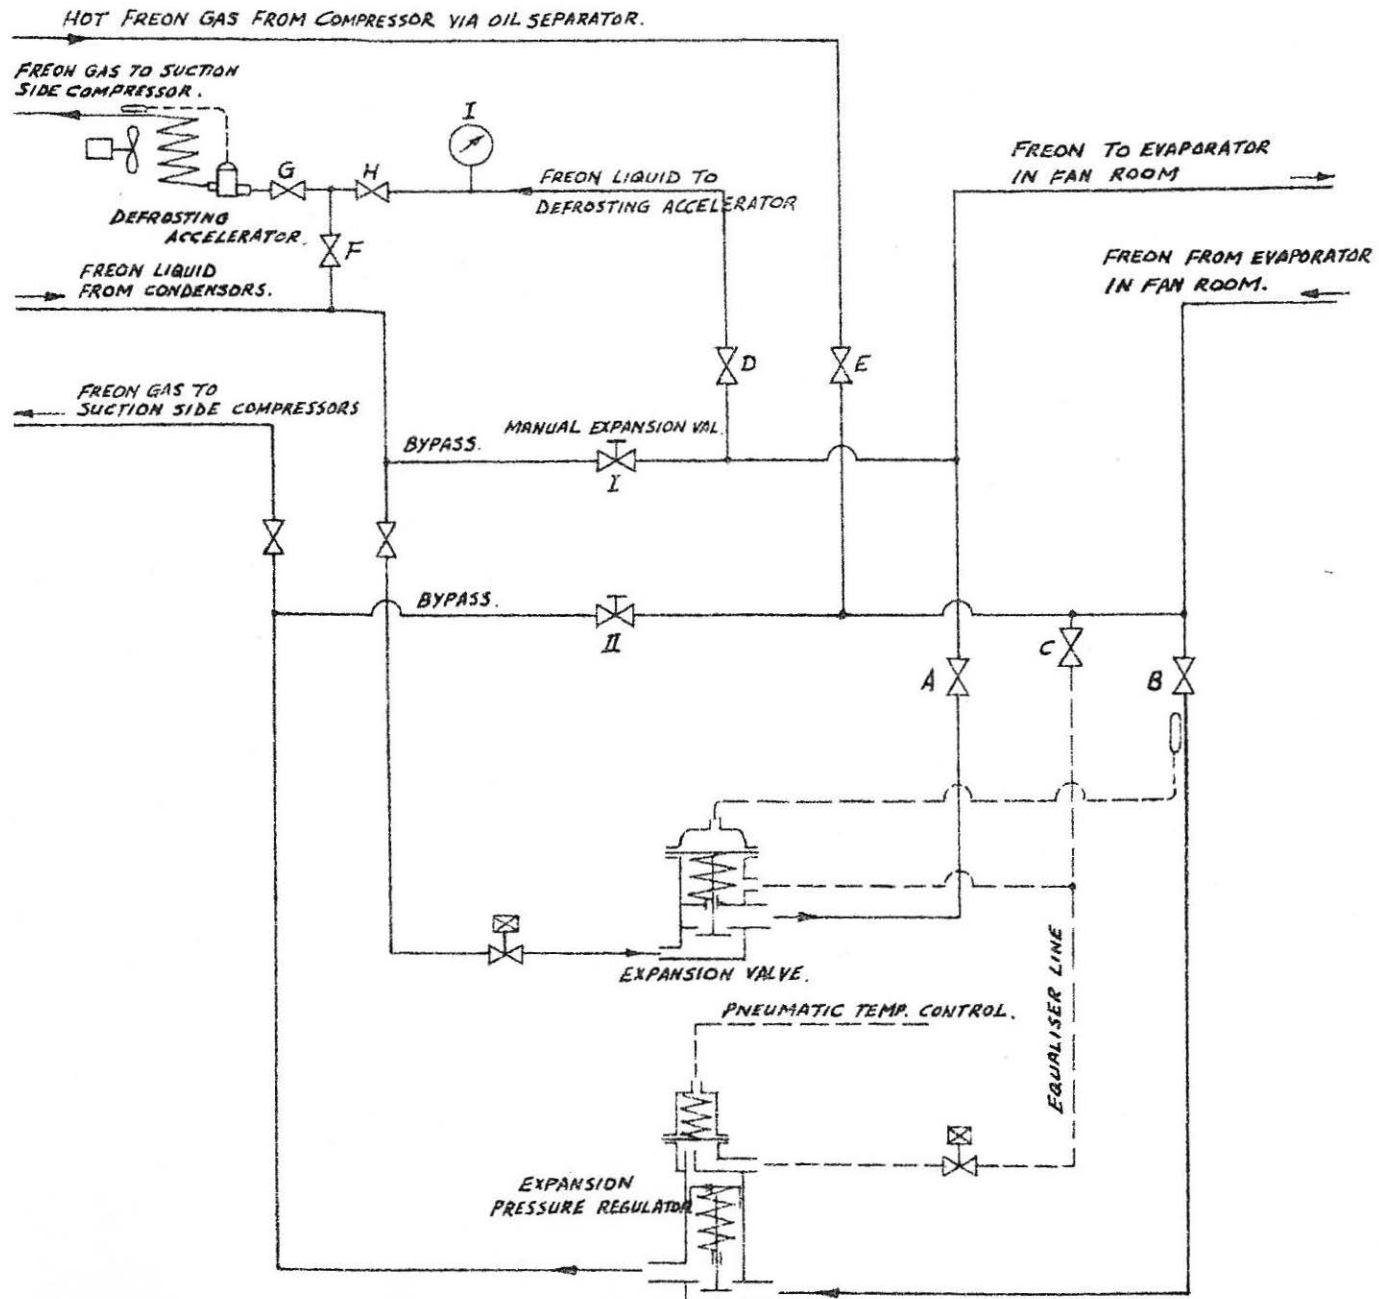 HOT FREON GAS FROM COMPRESSOR VIA OIL SEPARATOR.
FREON GAS TO SUCTION
SIDE COMPRESSOR.
I
G
H
FREON LIQUID TO
DEFROSTING ACCELERATOR
FREON TO EVAPORATOR
IN FAN ROOM
DEFROSTING
ACCELERATOR.
F
FREON LIQUID
FROM CONDENSORS.
FREON FROM EVAPORATOR
IN FAN ROOM.
D
E
FREON GAS TO
SUCTION SIDE COMPRESSORS
BYPASS.
MANUAL EXPANSION VAL.
I
BYPASS.
II
A
C
B
EXPANSION VALVE.
PNEUMATIC TEMP. CONTROL.
EQUALISER LINE
EXPANSION
PRESSURE REGULATOR